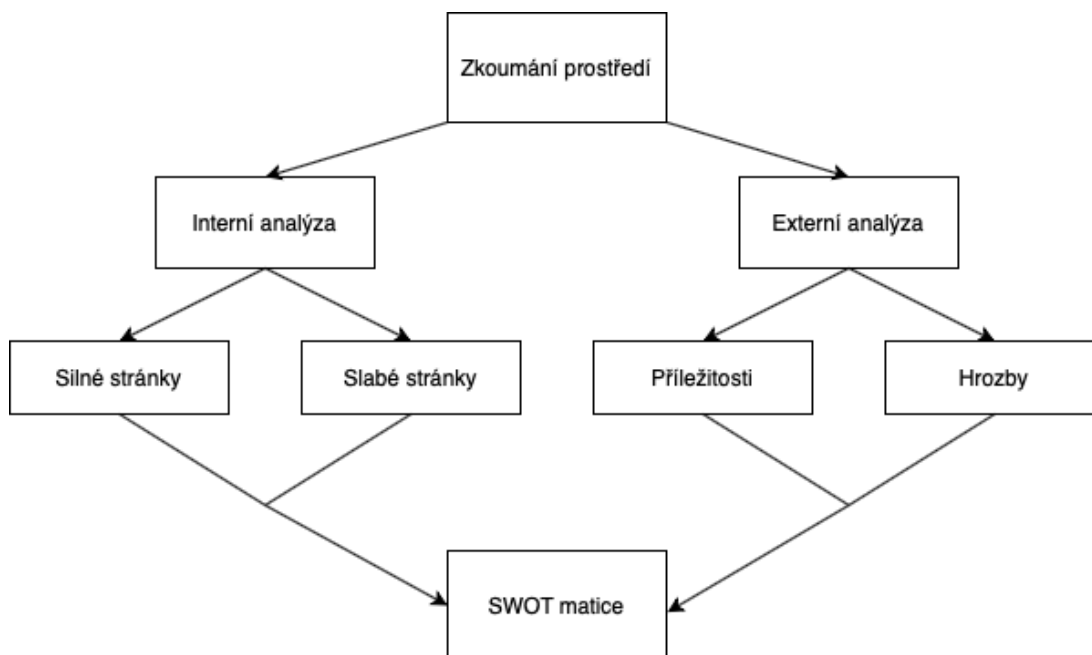 Zkoumání prostředí
Interní analýza
Externí analýza
Silné stránky
Slabé stránky
Příležitosti
Hrozby
SWOT matice